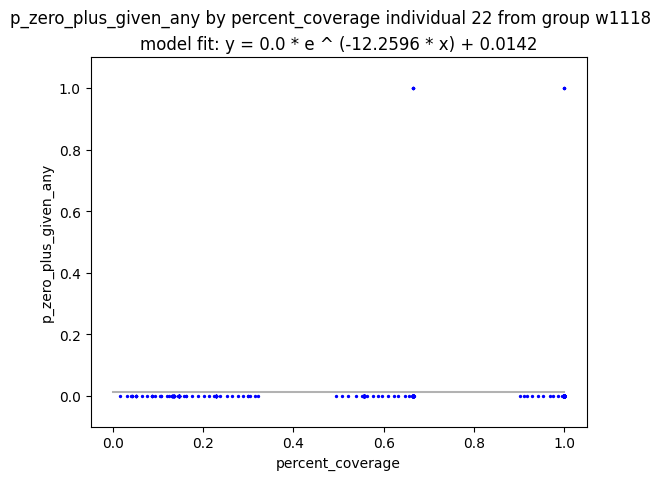 p_zero_plus_given_any by percent_coverage individual 22 from group w1118
model fit: y = 0.0 * e ^ (-12.2596 * x) + 0.0142
1.0
0.8
0.6
0.4
0.2
0.0
p_zero_plus_given_any
0.0 0.2 0.4 0.6 0.8 1.0
percent_coverage